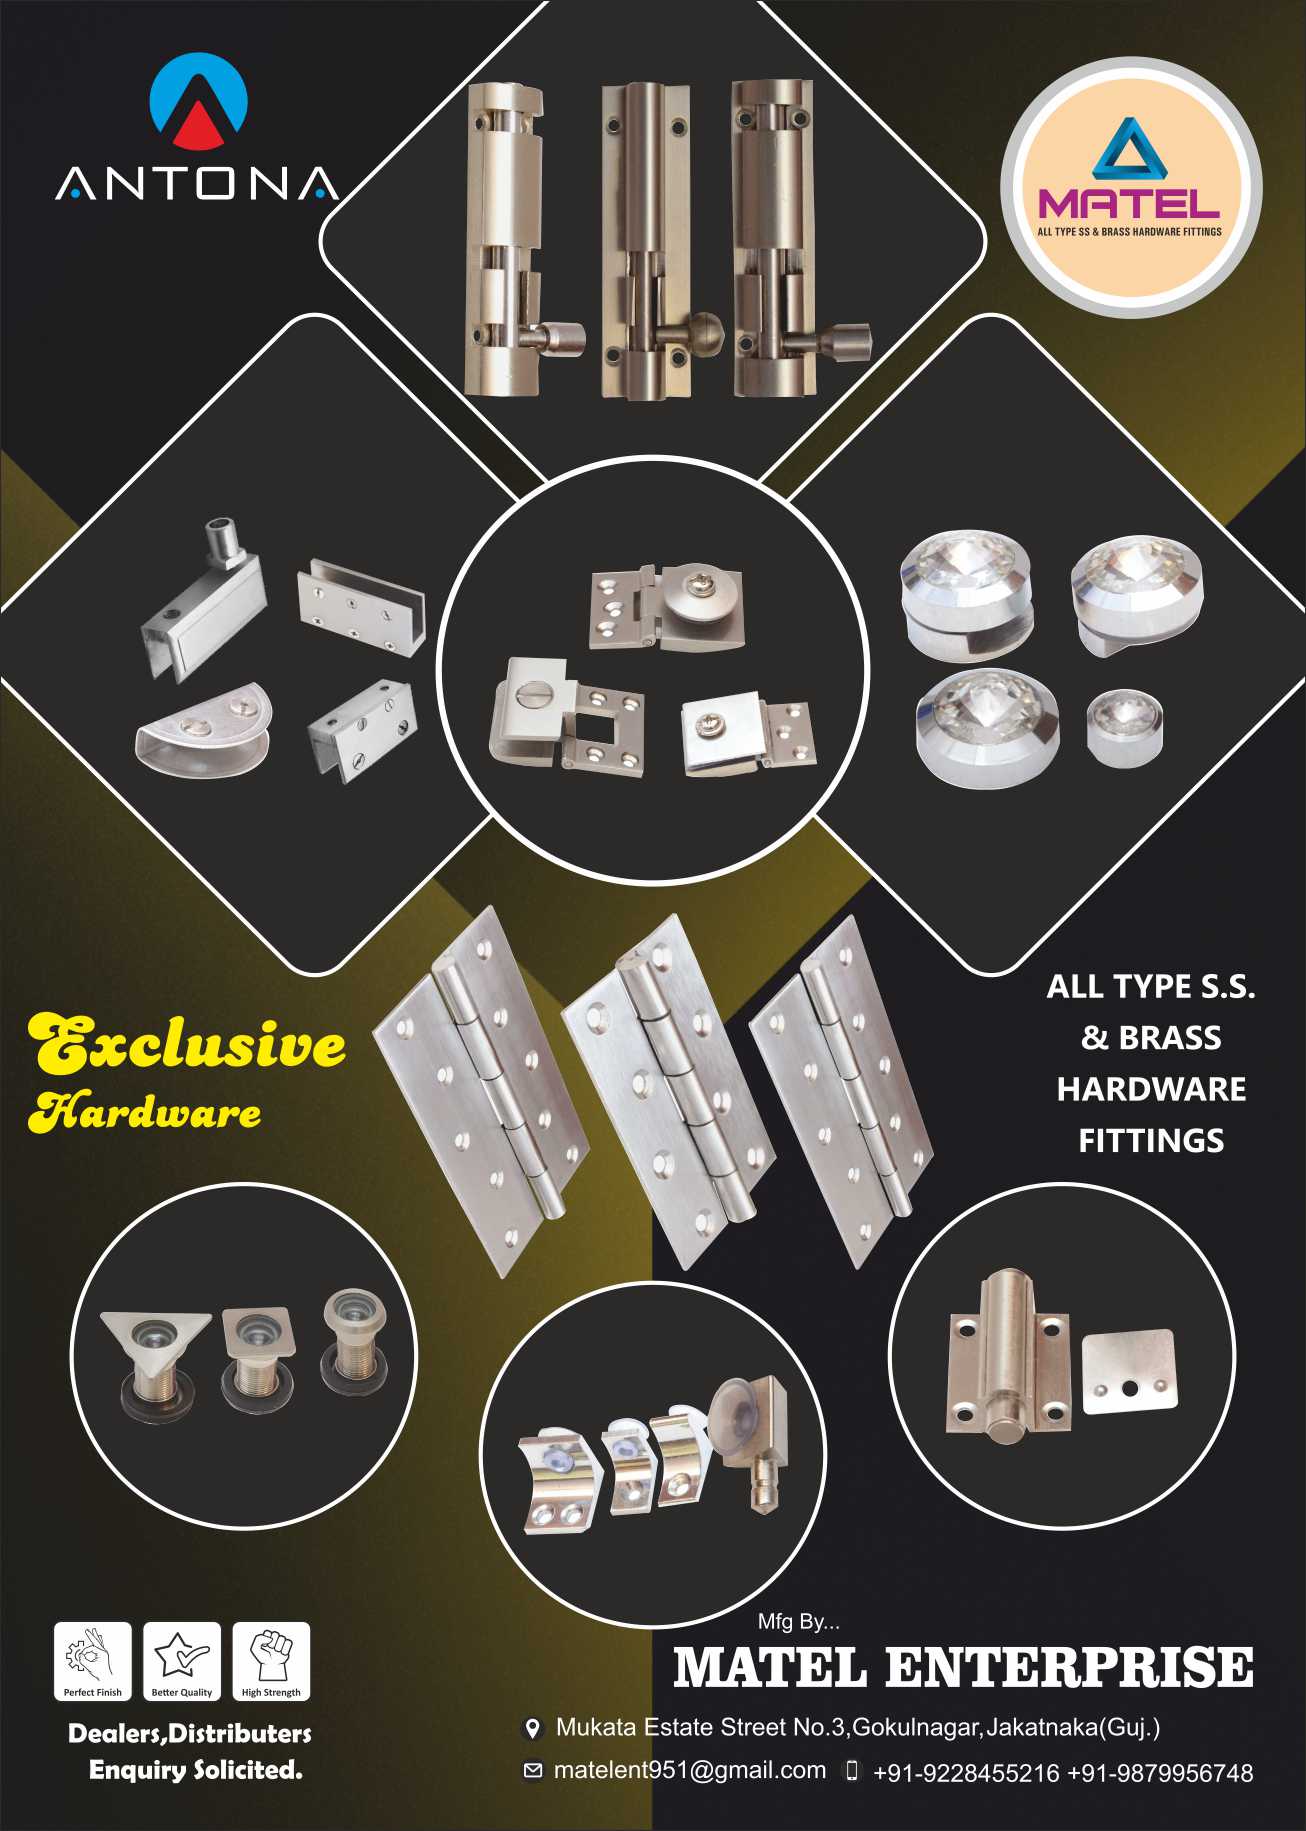 ANTONA
MATEL
ALL TYPE SS & BRASS HARDWARE FITTINGS
Exclusive
Hardware
ALL TYPE S.S.
& BRASS
HARDWARE
FITTINGS
Perfect Finish
Better Quality
High Strength
Dealers,Distributers
Enquiry Solicited.
Mfg By...
MATEL ENTERPRISE
Mukata Estate Street No.3,Gokulnagar,Jakatnaka(Guj.)
matelent951@gmail.com +91-9228455216 +91-9879956748